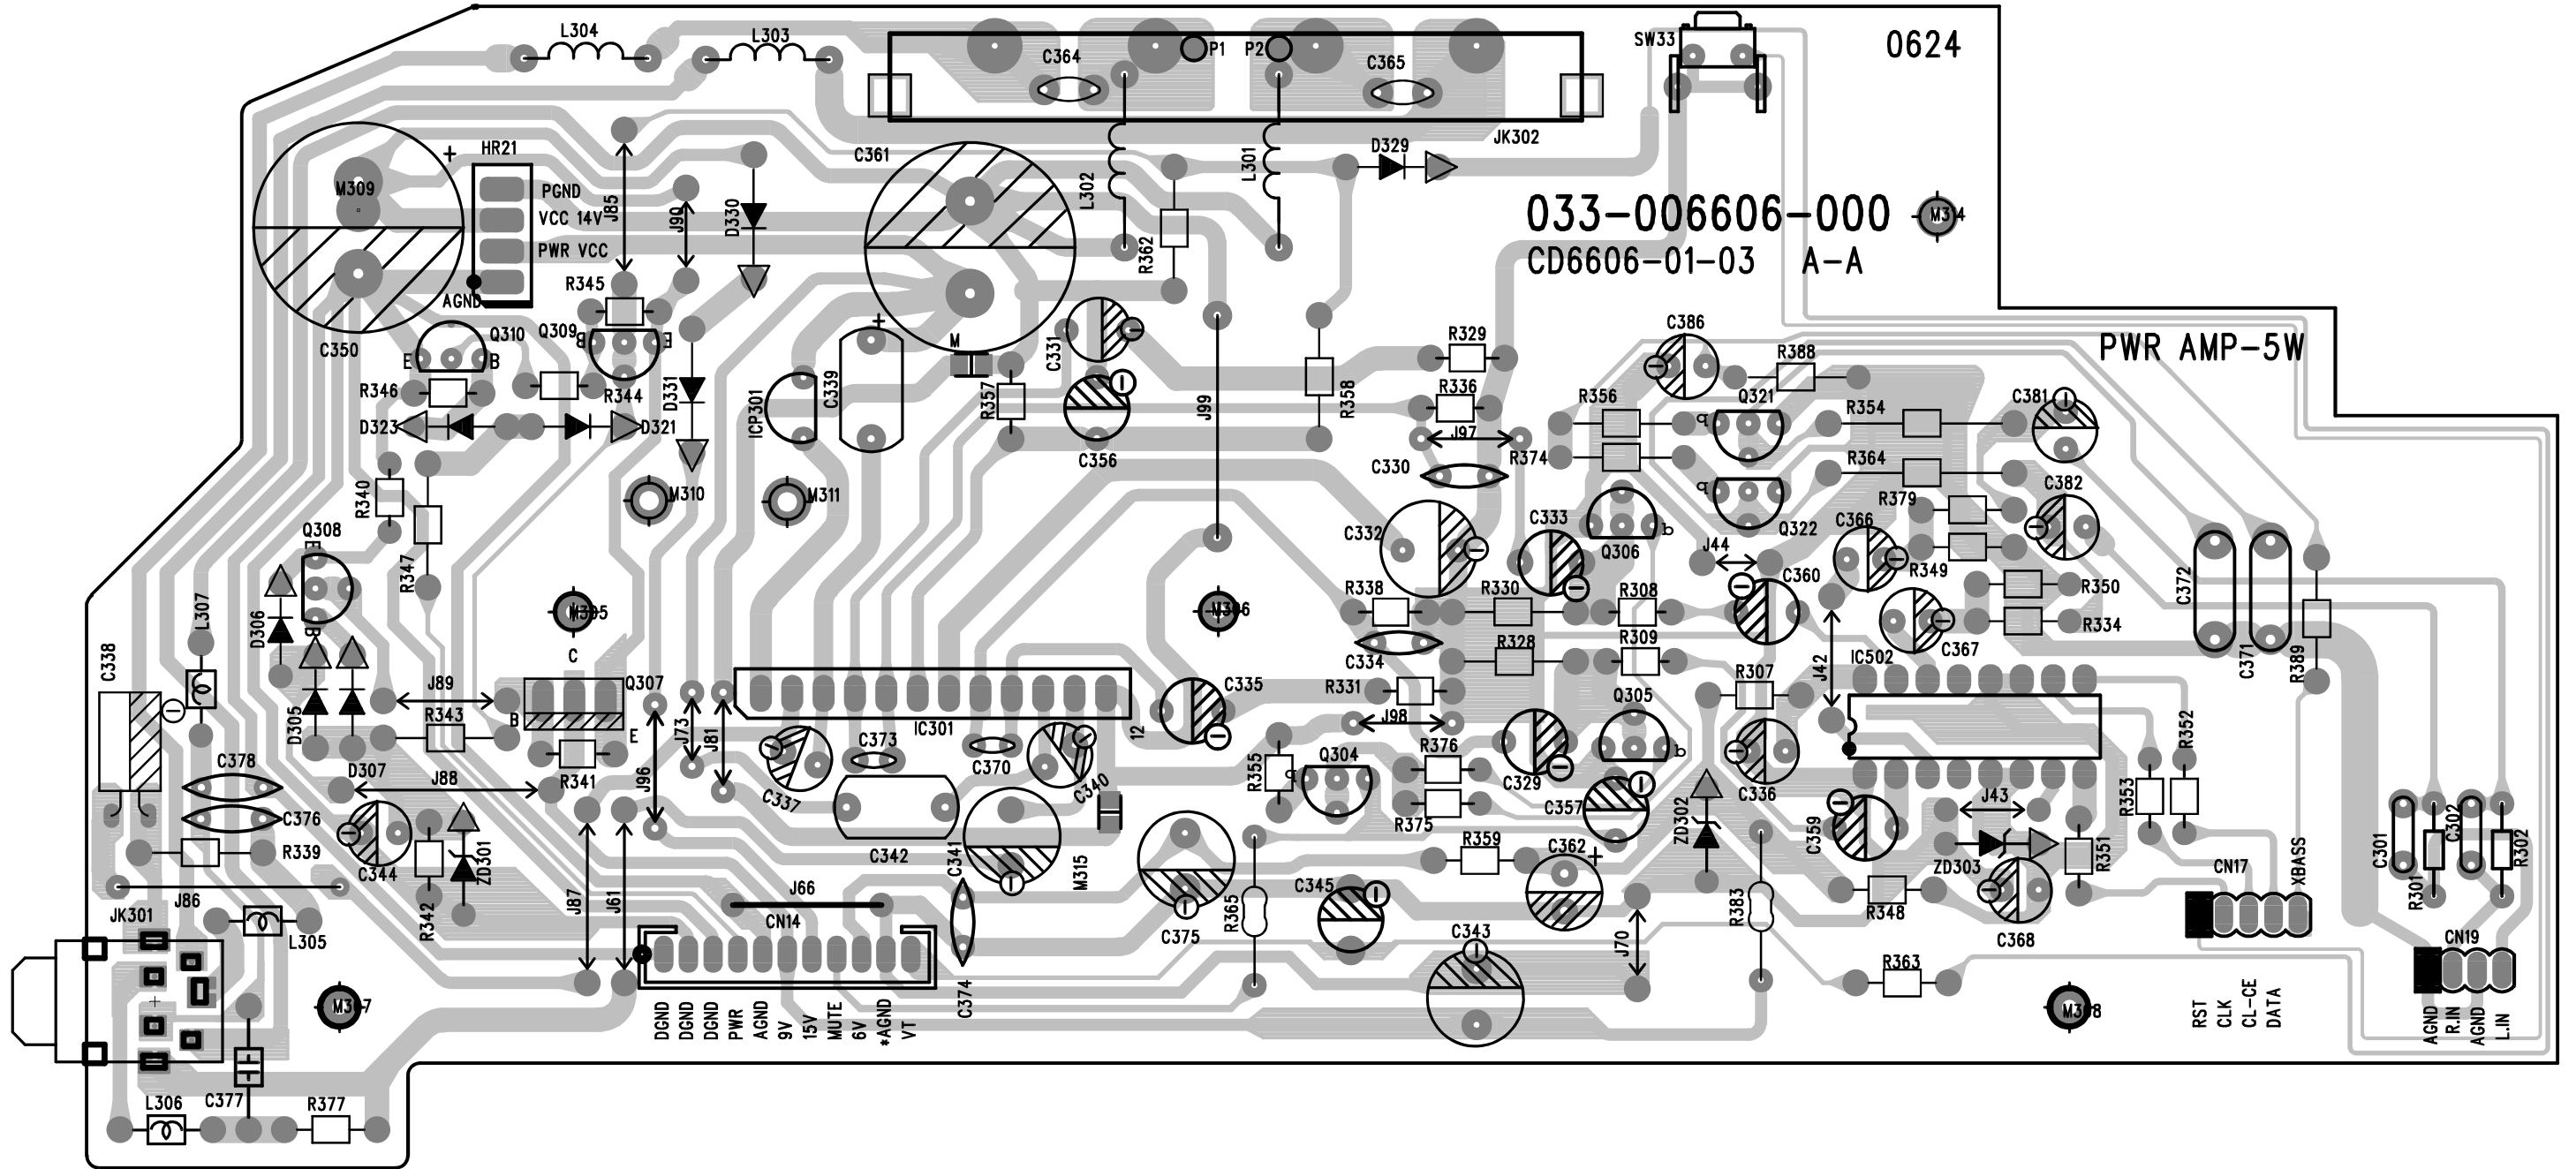 L304
L303
C364
P1
P2
C365
SW33
0624
JK302
HR21
C361
D329
M309
PGND
VCC 14V
PWR VCC
AGND
J85
J90
D330
L302
L301
R362
033-006606-000
M314
CD6606-01-03 A-A
R345
C350
Q310
Q309
E
B
B
E
R346
R344
D323
D321
D331
ICP301
C339
+
+
M
R357
C331
C356
J99
R358
R329
R336
J97
C330
R374
R356
C386
R388
Q321
q
R354
C381
PWR AMP-5W
R364
R379
C382
Q322
q
M310
M311
R340
R347
Q308
E
B
C332
C333
Q306
b
J44
C366
R349
C360
R350
R334
C367
C372
C371
R389
D306
L307
M305
M306
R338
R330
R308
C338
C
C334
R328
R309
J42
IC502
J89
Q307
B
E
R343
D305
J73
J81
IC301
12
C335
R331
J98
Q305
b
R307
C378
D307
J88
R341
J96
C337
C373
C370
C340
R355
Q304
q
R376
R375
C329
C357
ZD302
C336
C359
J43
R351
R353
R352
C376
R339
C344
R342
ZD301
C342
C341
M315
R359
C362
+
ZD303
R348
C368
CN17
XBASS
C301
R301
C302
R302
J86
JK301
L305
J87
J61
J66
CN14
C374
C375
R365
C345
C343
J70
R383
R363
CN19
M307
M308
DGND
DGND
DGND
PWR
AGND
9V
15V
MUTE
6V
*AGND
VT
RST
CLK
CL-CE
DATA
AGND
R.IN
AGND
L.IN
L306
C377
R377